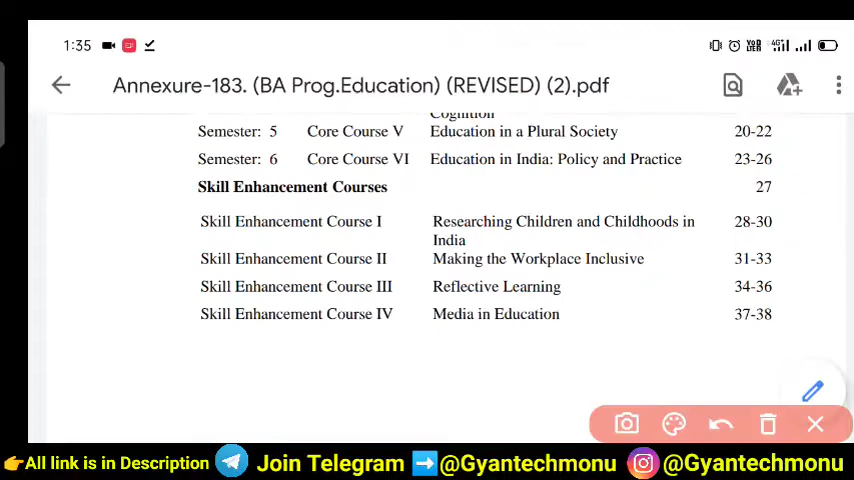 1:35
Annexure-183. (BA Prog.Education) (REVISED) (2).pdf
Cognition
Semester: 5 Core Course V Education in a Plural Society 20-22
Semester: 6 Core Course VI Education in India: Policy and Practice 23-26
Skill Enhancement Courses 27
Skill Enhancement Course I Researching Children and Childhoods in India 28-30
Skill Enhancement Course II Making the Workplace Inclusive 31-33
Skill Enhancement Course III Reflective Learning 34-36
Skill Enhancement Course IV Media in Education 37-38
All link is in Description Join Telegram @Gyantechmonu @Gyantechmonu